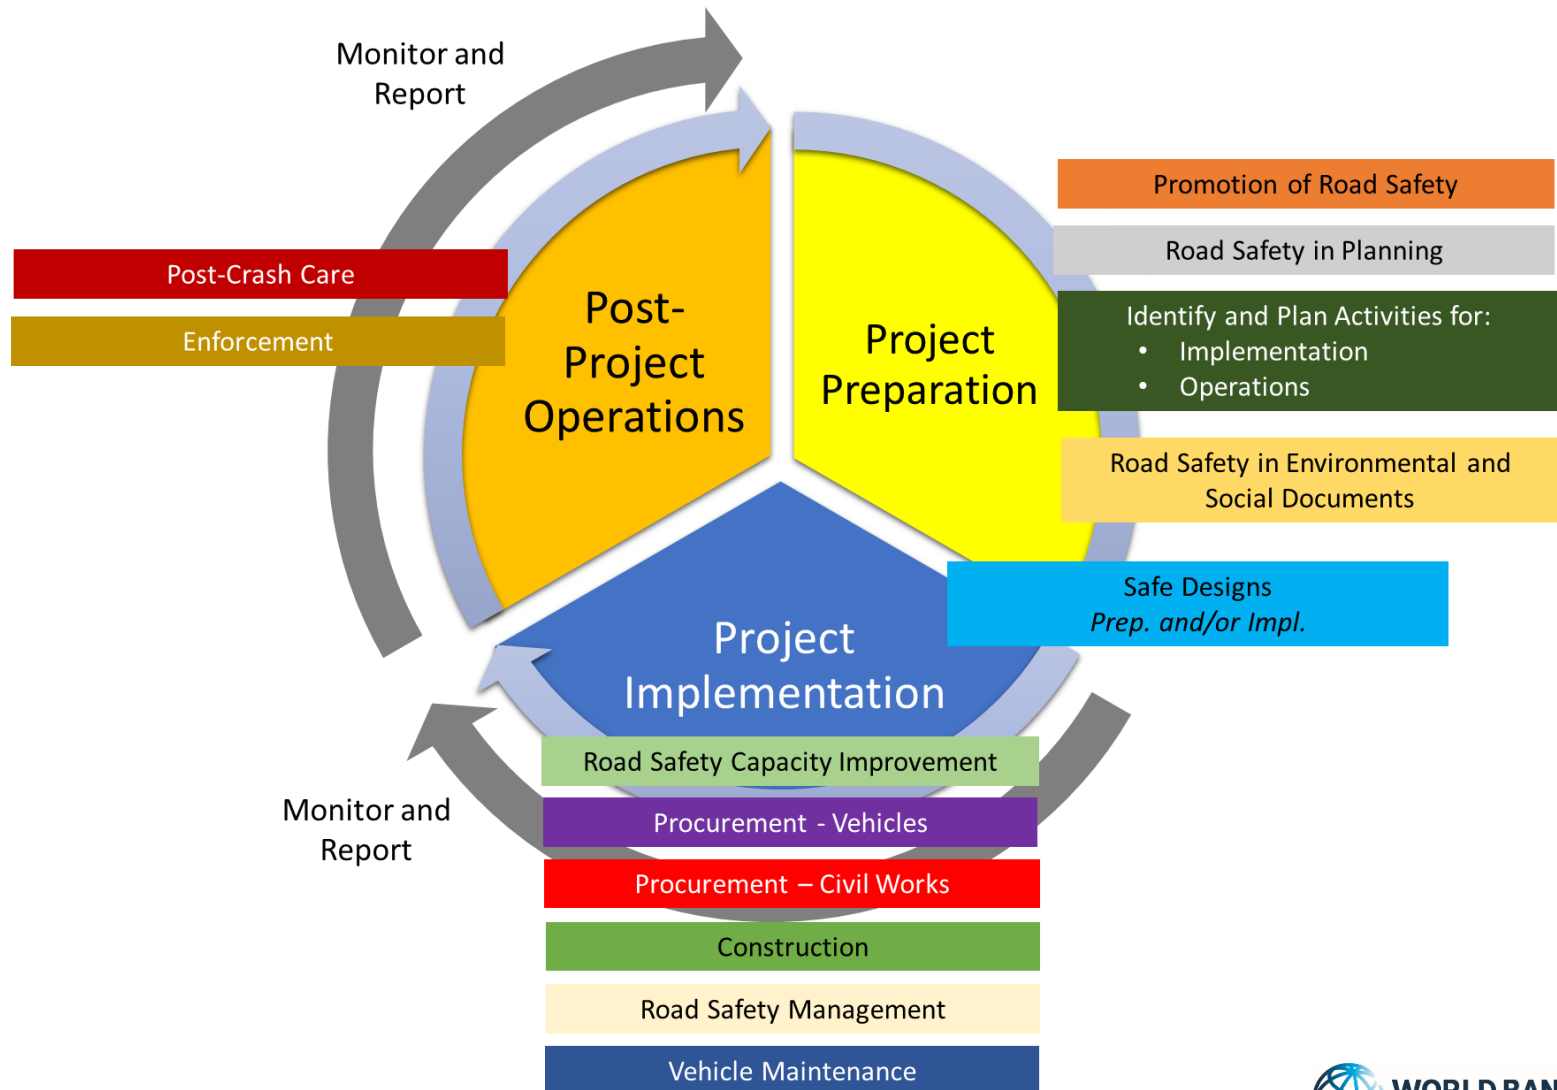 Monitor and
Report
Promotion of Road Safety
Road Safety in Planning
Post-Crash Care
Enforcement
Post-
Project
Operations
Project
Preparation
Identify and Plan Activities for:
• Implementation
• Operations
Road Safety in Environmental and
Social Documents
Safe Designs
Prep. and/or Impl.
Project
Implementation
Monitor and
Report
Road Safety Capacity Improvement
Procurement - Vehicles
Procurement – Civil Works
Construction
Road Safety Management
Vehicle Maintenance
WORLD BAN